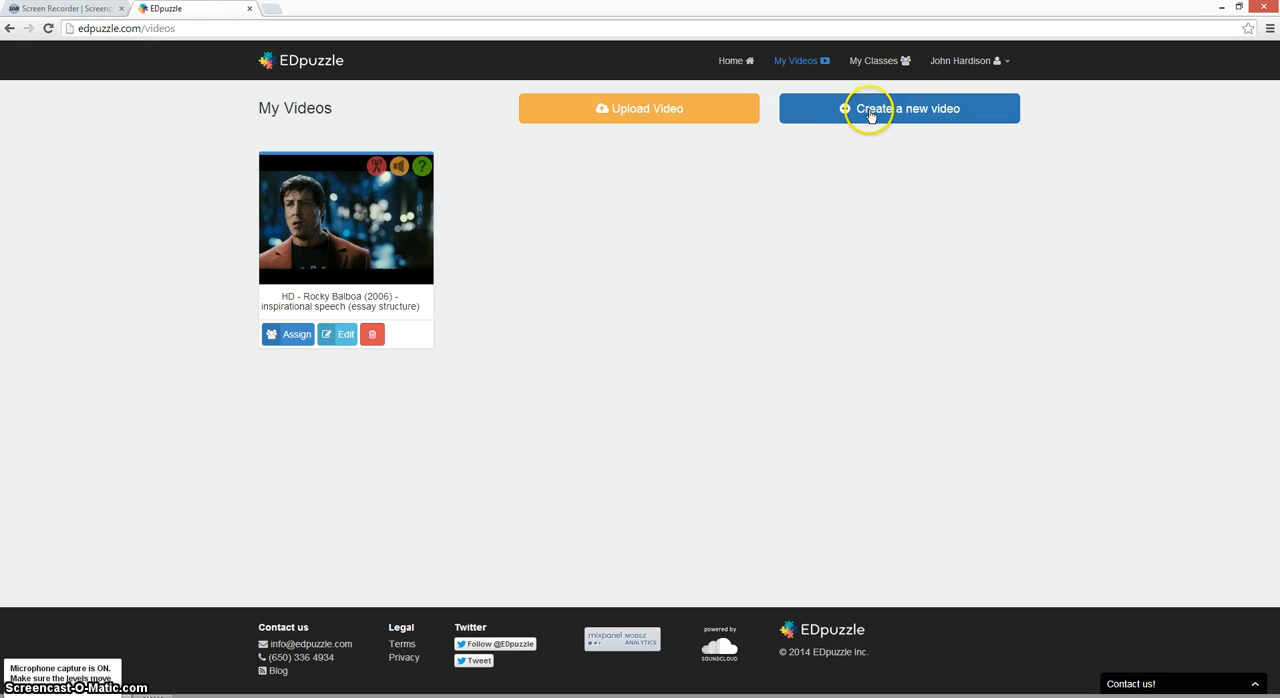 Screen Recorder | Screenc
EDpuzzle
edpuzzle.com/videos
EDpuzzle
Home
My Videos
My Classes
John Hardison
My Videos
Upload Video
Create a new video
HD - Rocky Balboa (2006) -
inspirational speech (essay structure)
Assign
Edit
Contact us
info@edpuzzle.com
(650) 336 4934
Blog
Legal
Terms
Privacy
Twitter
Follow @EDpuzzle
Tweet
mixpanel MOBILE
ANALYTICS
powered by
SOUNDCLOUD
EDpuzzle
© 2014 EDpuzzle Inc.
Contact us!
Microphone capture is ON.
Make sure the levels move
Screencast-O-Matic.com